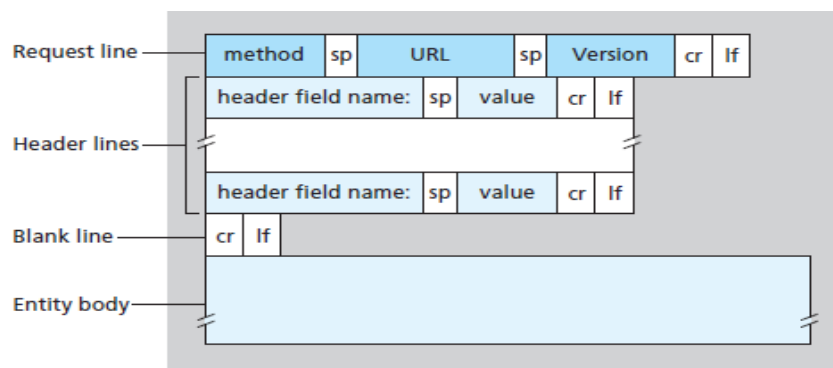 Request line method sp URL sp Version cr lf
header field name: sp value cr lf
Header lines
header field name: sp value cr lf
Blank line cr lf
Entity body